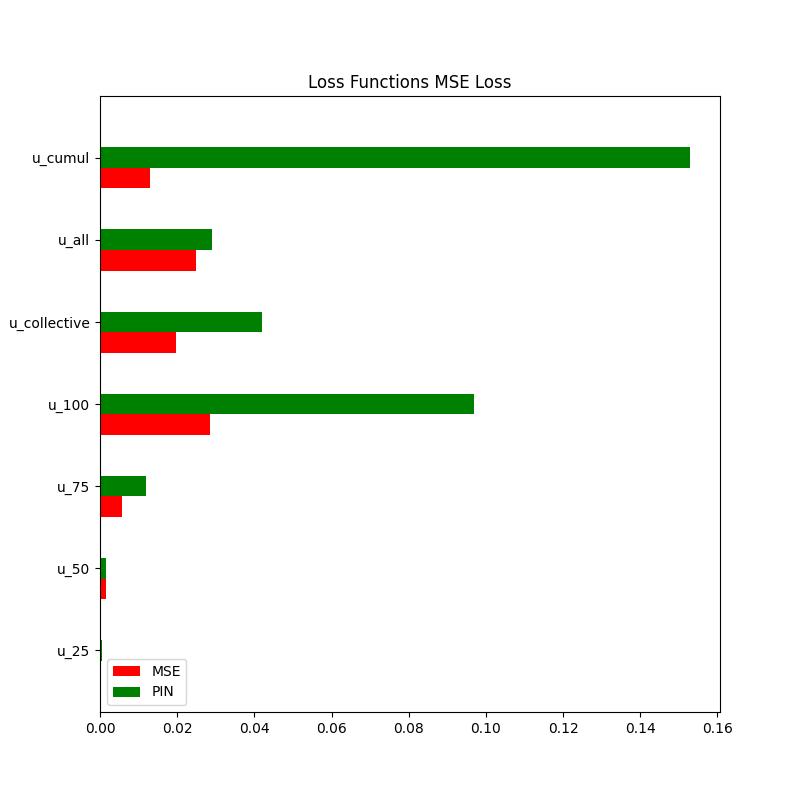 Loss Functions MSE Loss
u_cumul
u_all
u_collective
u_100
u_75
u_50
u_25
MSE
PIN
0.00 0.02 0.04 0.06 0.08 0.10 0.12 0.14 0.16